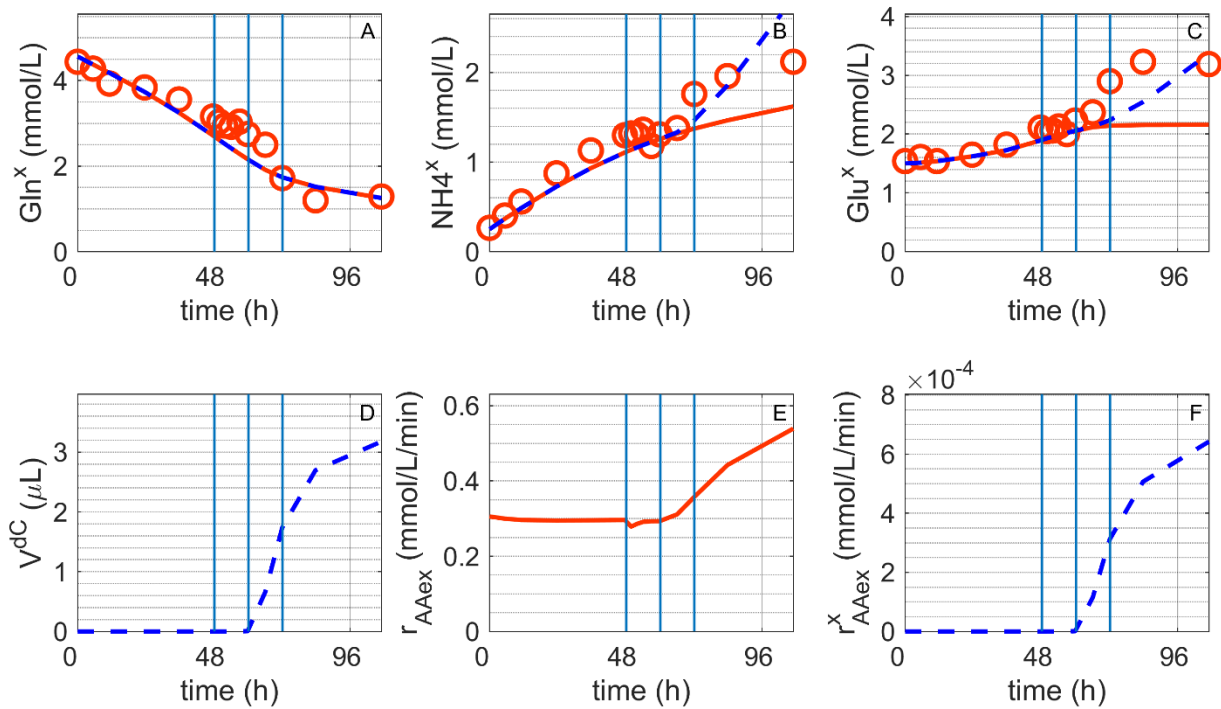 A
Gln^x (mmol/L)
4
2
0
0
48
96
time (h)
B
NH4^x (mmol/L)
2
1
0
0
48
96
time (h)
C
Glu^x (mmol/L)
4
3
2
1
0
0
48
96
time (h)
D
V^dC (μL)
3
2
1
0
0
48
96
time (h)
E
r_AAex (mmol/L/min)
0.6
0.4
0.2
0
0
48
96
time (h)
×10^-4
F
r^x_AAex (mmol/L/min)
8
6
4
2
0
0
48
96
time (h)